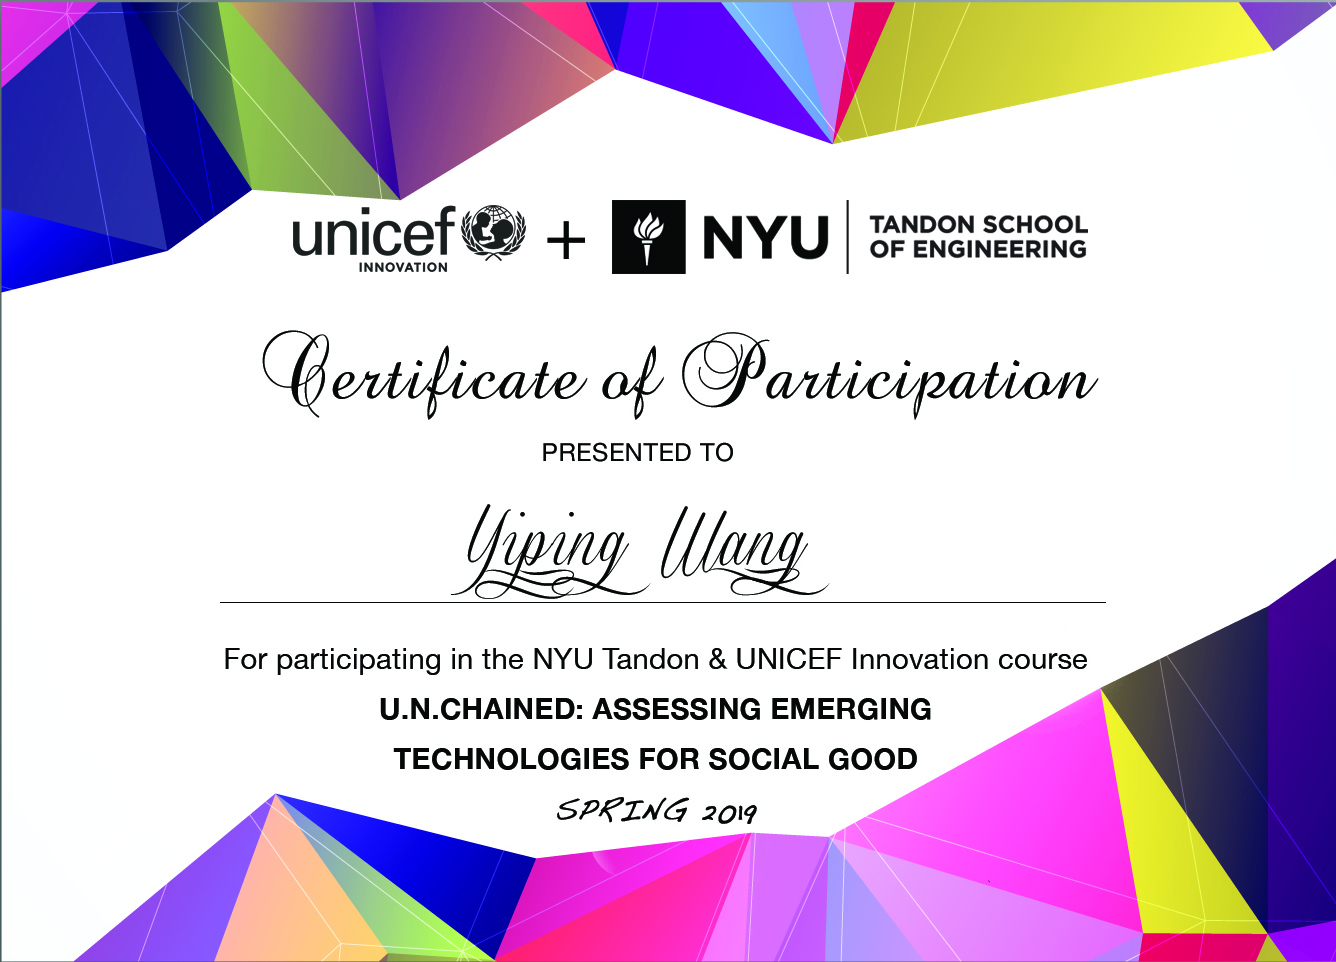 unicef
INNOVATION
+
NYU
TANDON SCHOOL
OF ENGINEERING
Certificate of Participation
PRESENTED TO
Yiping Wang
For participating in the NYU Tandon & UNICEF Innovation course
U.N.CHAINED: ASSESSING EMERGING
TECHNOLOGIES FOR SOCIAL GOOD
SPRING 2019